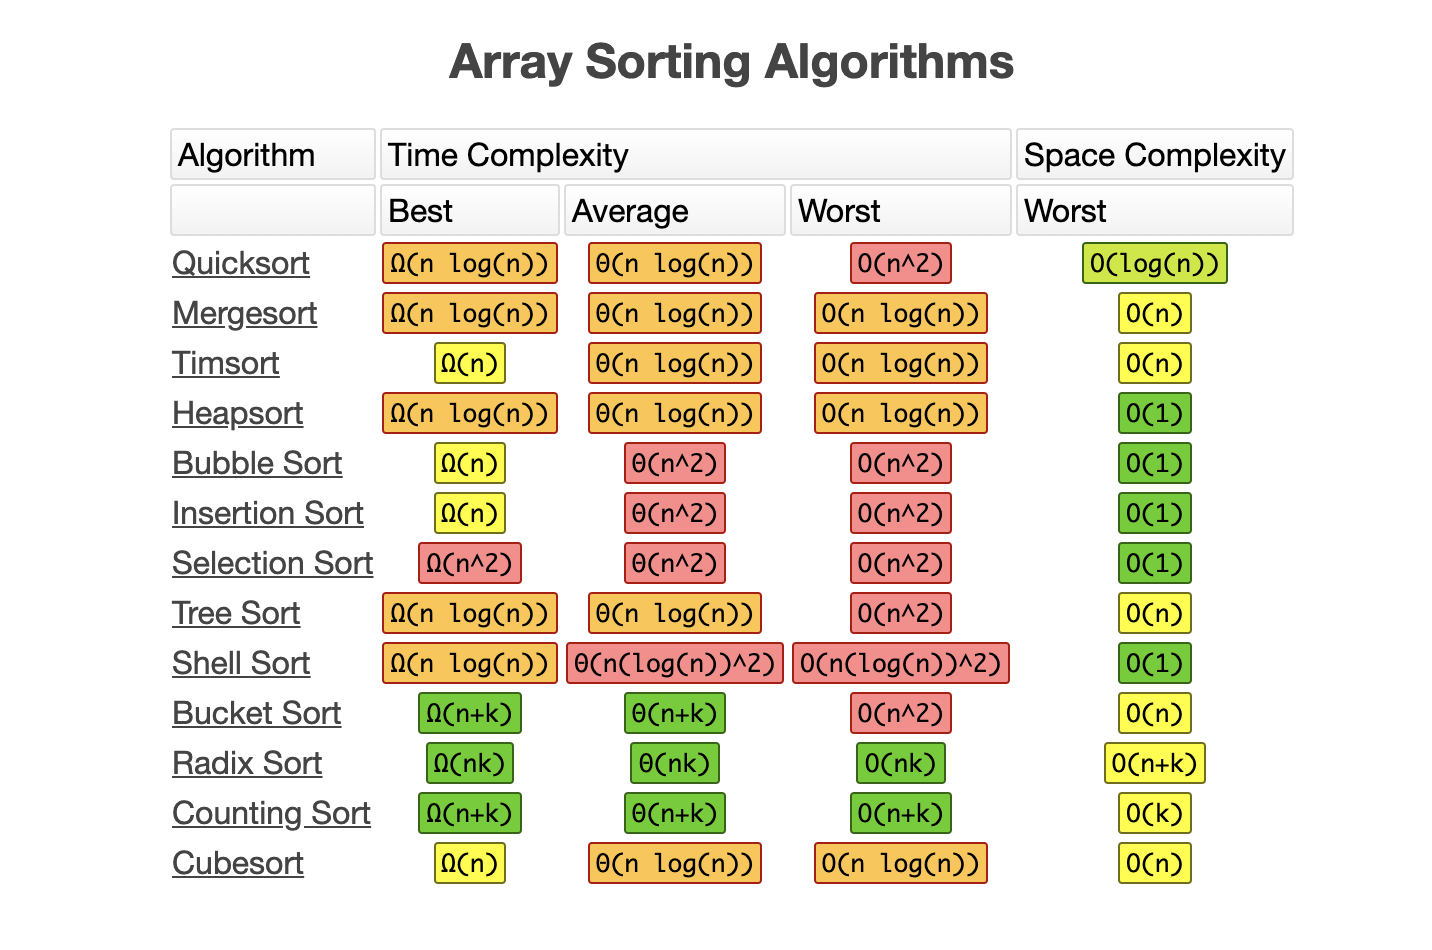 Array Sorting Algorithms
Algorithm Time Complexity Space Complexity
Best Average Worst Worst
Quicksort Ω(n log(n)) Θ(n log(n)) O(n^2) O(log(n))
Mergesort Ω(n log(n)) Θ(n log(n)) O(n log(n)) O(n)
Timsort Ω(n) Θ(n log(n)) O(n log(n)) O(n)
Heapsort Ω(n log(n)) Θ(n log(n)) O(n log(n)) O(1)
Bubble Sort Ω(n) Θ(n^2) O(n^2) O(1)
Insertion Sort Ω(n) Θ(n^2) O(n^2) O(1)
Selection Sort Ω(n^2) Θ(n^2) O(n^2) O(1)
Tree Sort Ω(n log(n)) Θ(n log(n)) O(n^2) O(n)
Shell Sort Ω(n log(n)) Θ(n(log(n))^2) O(n(log(n))^2) O(1)
Bucket Sort Ω(n+k) Θ(n+k) O(n^2) O(n)
Radix Sort Ω(nk) Θ(nk) O(nk) O(n+k)
Counting Sort Ω(n+k) Θ(n+k) O(n+k) O(k)
Cubesort Ω(n) Θ(n log(n)) O(n log(n)) O(n)